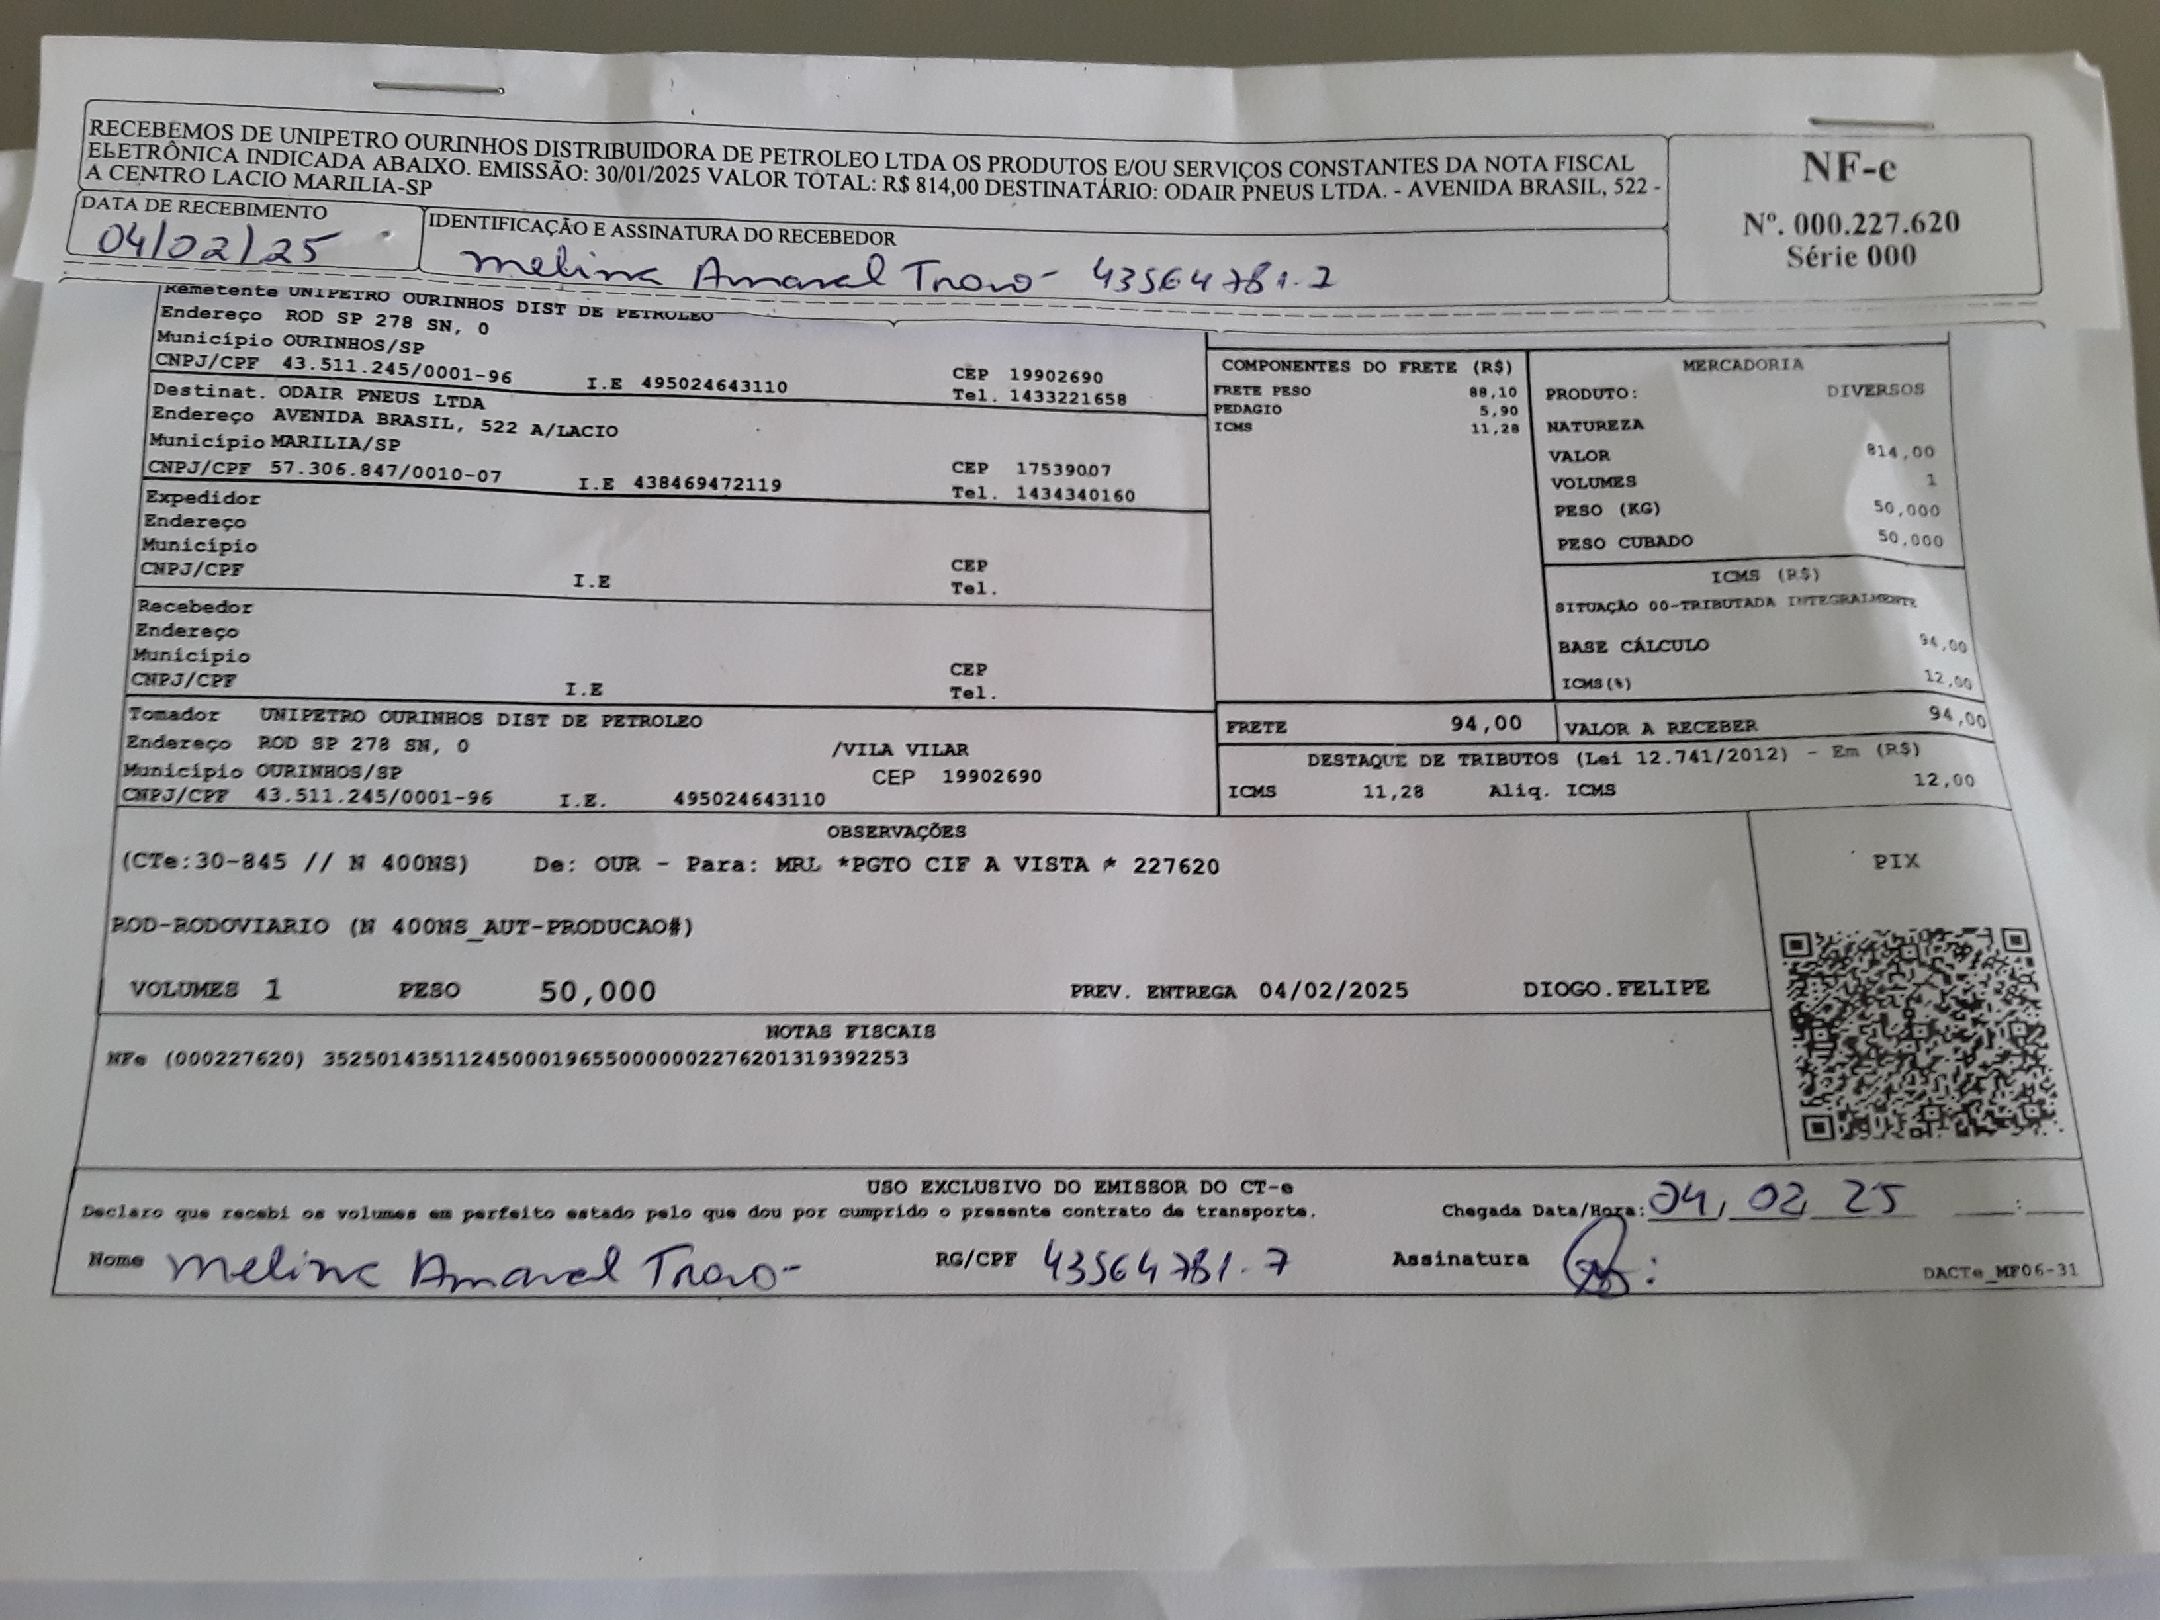 RECEBEMOS DE UNIPETRO OURINHOS DISTRIBUIDORA DE PETROLEO LTDA OS PRODUTOS E/OU SERVIÇOS CONSTANTES DA NOTA FISCAL
ELETRÔNICA INDICADA ABAIXO. EMISSÃO: 30/01/2025 VALOR TOTAL: R$ 814,00 DESTINATÁRIO: ODAIR PNEUS LTDA. - AVENIDA BRASIL, 522 -
A CENTRO LACIO MARILIA-SP
NF-e
Nº. 000.227.620
Série 000
DATA DE RECEBIMENTO
04/02/25
IDENTIFICAÇÃO E ASSINATURA DO RECEBEDOR
Melina Amaral Trovo- 43564781-7
Remetente UNIPETRO OURINHOS DIST DE PETROLEO
Endereço ROD SP 278 SN, 0
Município OURINHOS/SP
CNPJ/CPF 43.511.245/0001-96 I.E 495024643110
CEP 19902690
Tel. 1433221658
Destinat. ODAIR PNEUS LTDA
Endereço AVENIDA BRASIL, 522 A/LACIO
Município MARILIA/SP
CNPJ/CPF 57.306.847/0010-07 I.E 438469472119
CEP 17539007
Tel. 1434340160
Expedidor
Endereço
Município
CNPJ/CPF I.E
CEP
Tel.
Recebedor
Endereço
Município
CNPJ/CPF I.E
CEP
Tel.
Tomador UNIPETRO OURINHOS DIST DE PETROLEO
Endereço ROD SP 278 SN, 0 /VILA VILAR
Município OURINHOS/SP CEP 19902690
CNPJ/CPF 43.511.245/0001-96 I.E. 495024643110
COMPONENTES DO FRETE (R$)
FRETE PESO 88,10
PEDAGIO 5,90
ICMS 11,28
MERCADORIA
PRODUTO: DIVERSOS
NATUREZA
VALOR 814,00
VOLUMES 1
PESO (KG) 50,000
PESO CUBADO 50,000
ICMS (R$)
SITUAÇÃO 00-TRIBUTADA INTEGRALMENTE
BASE CÁLCULO 94,00
ICMS(%) 12,00
FRETE 94,00
VALOR A RECEBER 94,00
DESTAQUE DE TRIBUTOS (Lei 12.741/2012) - Em (R$)
ICMS 11,28 Aliq. ICMS 12,00
OBSERVAÇÕES
(CTe:30-845 // N 400NS) De: OUR - Para: MRL *PGTO CIF A VISTA * 227620
ROD-RODOVIARIO (N 400NS_AUT-PRODUCAO#)
VOLUMES 1 PESO 50,000 PREV. ENTREGA 04/02/2025 DIOGO.FELIPE
PIX
NOTAS FISCAIS
NFe (000227620) 35250143511245000196550000002276201319392253
USO EXCLUSIVO DO EMISSOR DO CT-e
Declaro que recebi os volumes em perfeito estado pelo que dou por cumprido o presente contrato de transporte.
Chegada Data/Hora: 04/02/25 __:__
Nome Melina Amaral Trovo- RG/CPF 43564781-7 Assinatura
DACTe_MF06-31